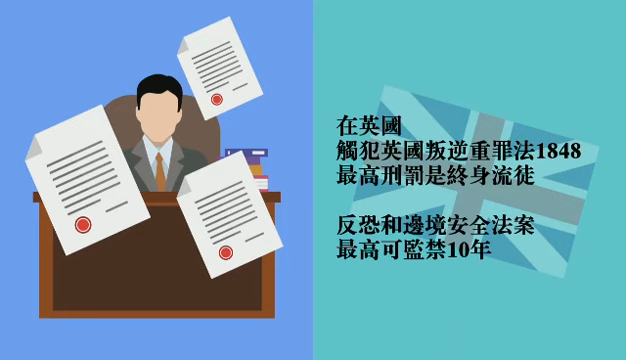 在英國
觸犯英國叛逆重罪法1848
最高刑罰是終身流徒
反恐和邊境安全法案
最高可監禁10年